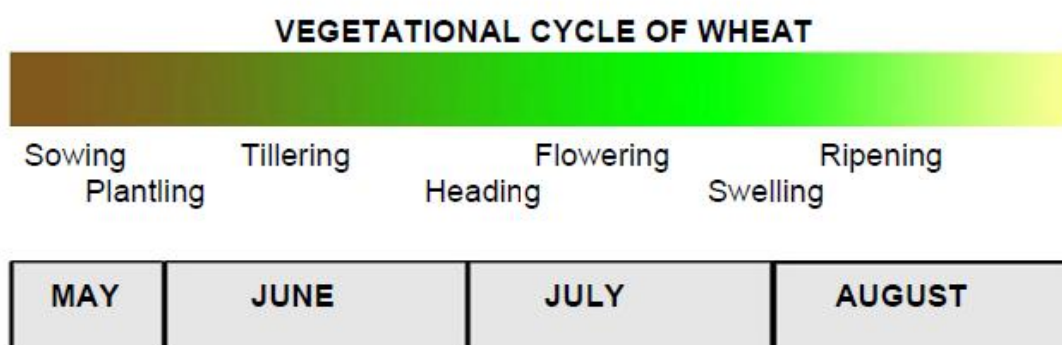 VEGETATIONAL CYCLE OF WHEAT
Sowing Tillering Flowering Ripening
Plantling Heading Swelling
MAY JUNE JULY AUGUST